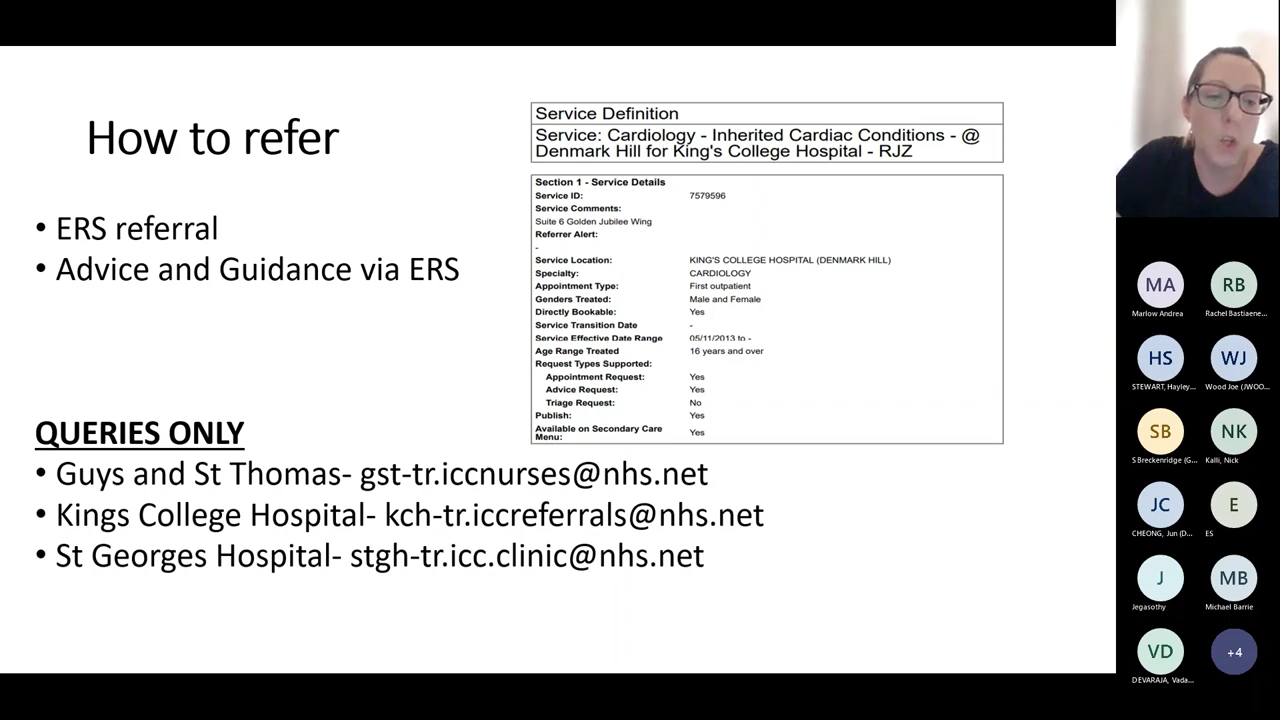 How to refer
• ERS referral
• Advice and Guidance via ERS
Service Definition
Service: Cardiology - Inherited Cardiac Conditions - @
Denmark Hill for King's College Hospital - RJZ
Section 1 - Service Details
Service ID: 7579596
Service Comments:
Suite 6 Golden Jubilee Wing
Referrer Alert:
-
Service Location: KING'S COLLEGE HOSPITAL (DENMARK HILL)
Specialty: CARDIOLOGY
Appointment Type: First outpatient
Genders Treated: Male and Female
Directly Bookable: Yes
Service Transition Date -
Service Effective Date Range 05/11/2013 to -
Age Range Treated 16 years and over
Request Types Supported:
Appointment Request: Yes
Advice Request: Yes
Triage Request: No
Publish: Yes
Available on Secondary Care
Menu: Yes
QUERIES ONLY
• Guys and St Thomas- gst-tr.iccnurses@nhs.net
• Kings College Hospital- kch-tr.iccreferrals@nhs.net
• St Georges Hospital- stgh-tr.icc.clinic@nhs.net
MA RB
Marlow Andrea Rachel Bastiaene...
HS WJ
STEWART, Hayley... Wood Joe (JWOO...
SB NK
S Breckenridge (G... Kalli, Nick
JC E
CHEONG, Jun (D... ES
J MB
Jegasothy Michael Barrie
VD +4
DEVARAJA, Vada...